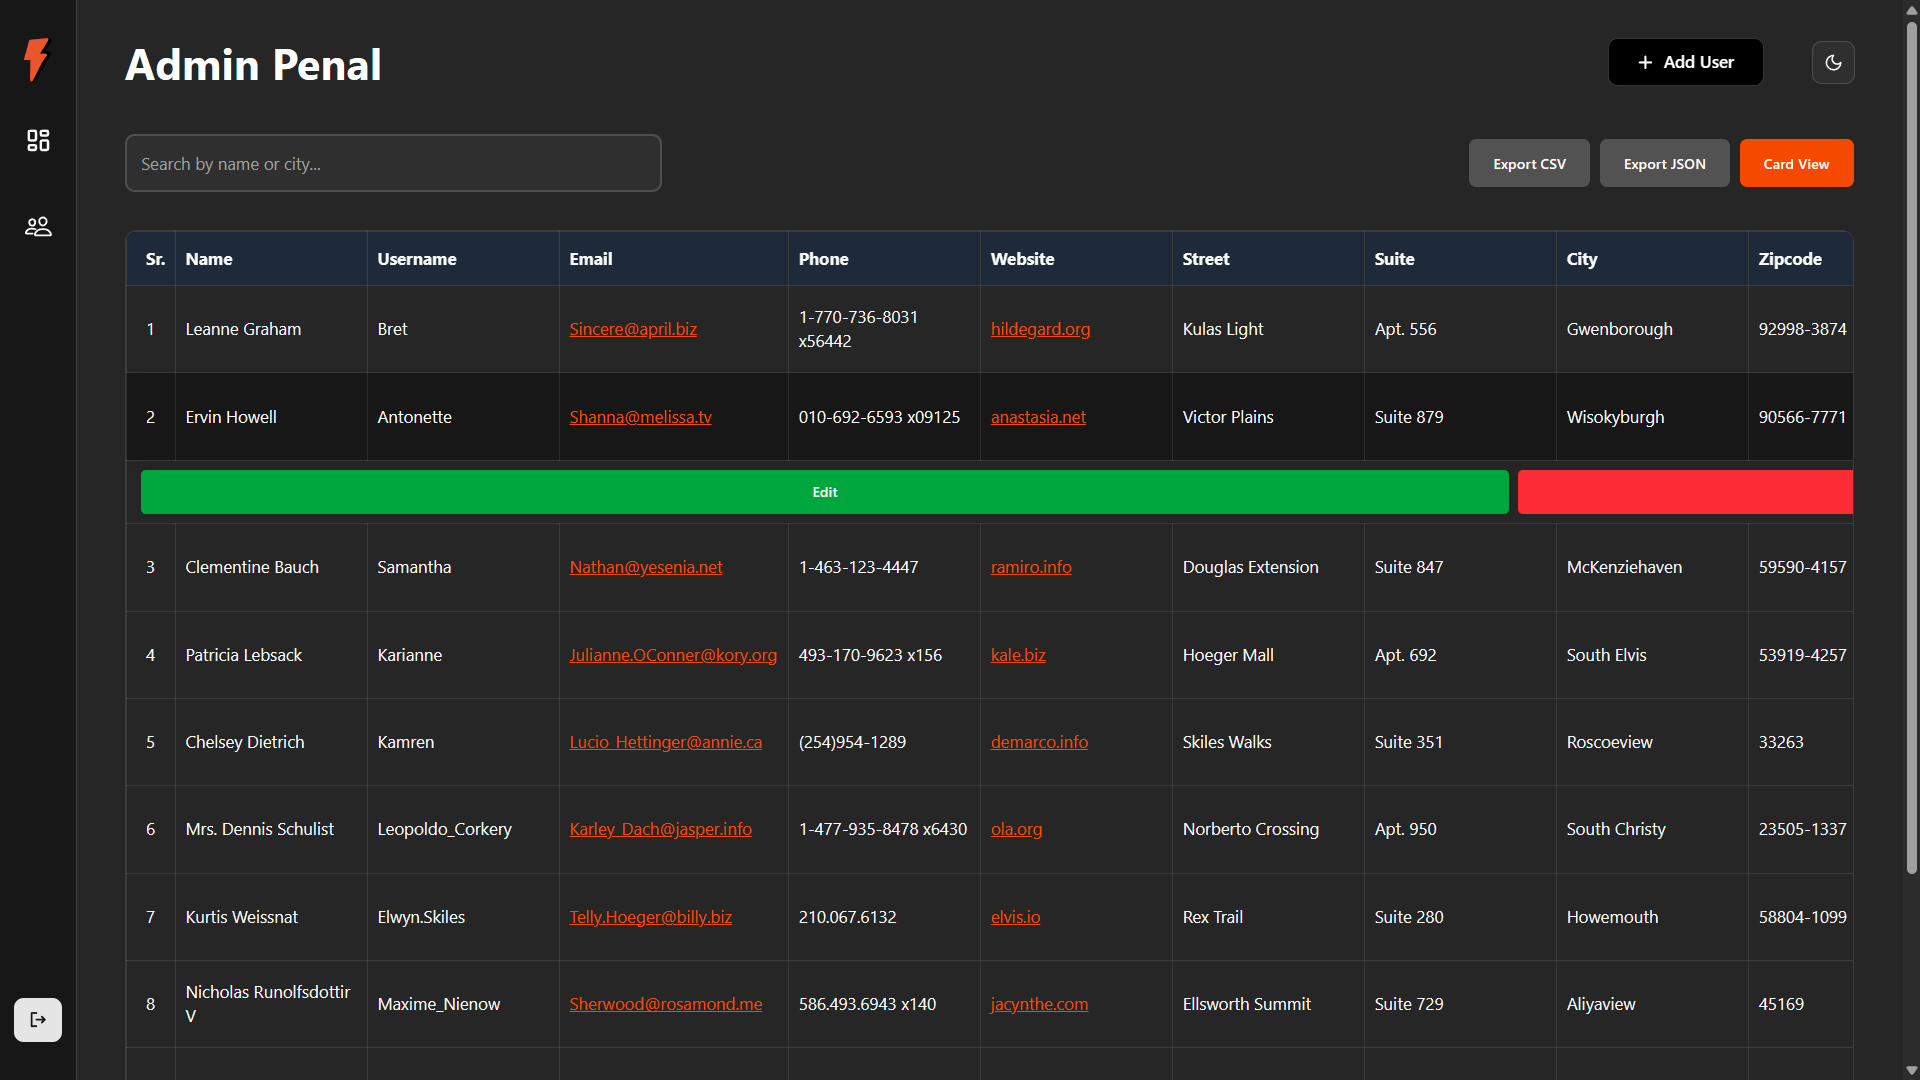 Admin Penal
Add User
Search by name or city...
Export CSV Export JSON Card View
Sr. Name Username Email Phone Website Street Suite City Zipcode
1 Leanne Graham Bret Sincere@april.biz 1-770-736-8031 x56442 hildegard.org Kulas Light Apt. 556 Gwenborough 92998-3874
2 Ervin Howell Antonette Shanna@melissa.tv 010-692-6593 x09125 anastasia.net Victor Plains Suite 879 Wisokyburgh 90566-7771
Edit
3 Clementine Bauch Samantha Nathan@yesenia.net 1-463-123-4447 ramiro.info Douglas Extension Suite 847 McKenziehaven 59590-4157
4 Patricia Lebsack Karianne Julianne.OConner@kory.org 493-170-9623 x156 kale.biz Hoeger Mall Apt. 692 South Elvis 53919-4257
5 Chelsey Dietrich Kamren Lucio_Hettinger@annie.ca (254)954-1289 demarco.info Skiles Walks Suite 351 Roscoeview 33263
6 Mrs. Dennis Schulist Leopoldo_Corkery Karley_Dach@jasper.info 1-477-935-8478 x6430 ola.org Norberto Crossing Apt. 950 South Christy 23505-1337
7 Kurtis Weissnat Elwyn.Skiles Telly.Hoeger@billy.biz 210.067.6132 elvis.io Rex Trail Suite 280 Howemouth 58804-1099
8 Nicholas Runolfsdottir V Maxime_Nienow Sherwood@rosamond.me 586.493.6943 x140 jacynthe.com Ellsworth Summit Suite 729 Aliyaview 45169